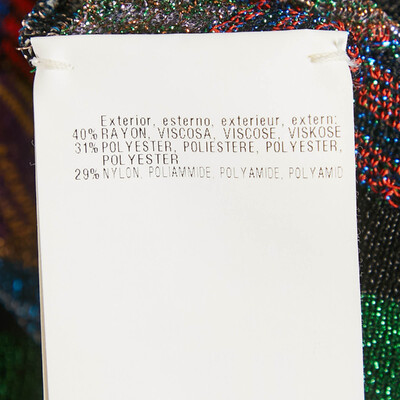 Exterior, esterno, exterieur, extern:
40% RAYON, VISCOSA, VISCOSE, VISKOSE
31% POLYESTER, POLIESTERE, POLYESTER,
POLYESTER
29% NYLON, POLIAMMIDE, POLYAMIDE, POLYAMID